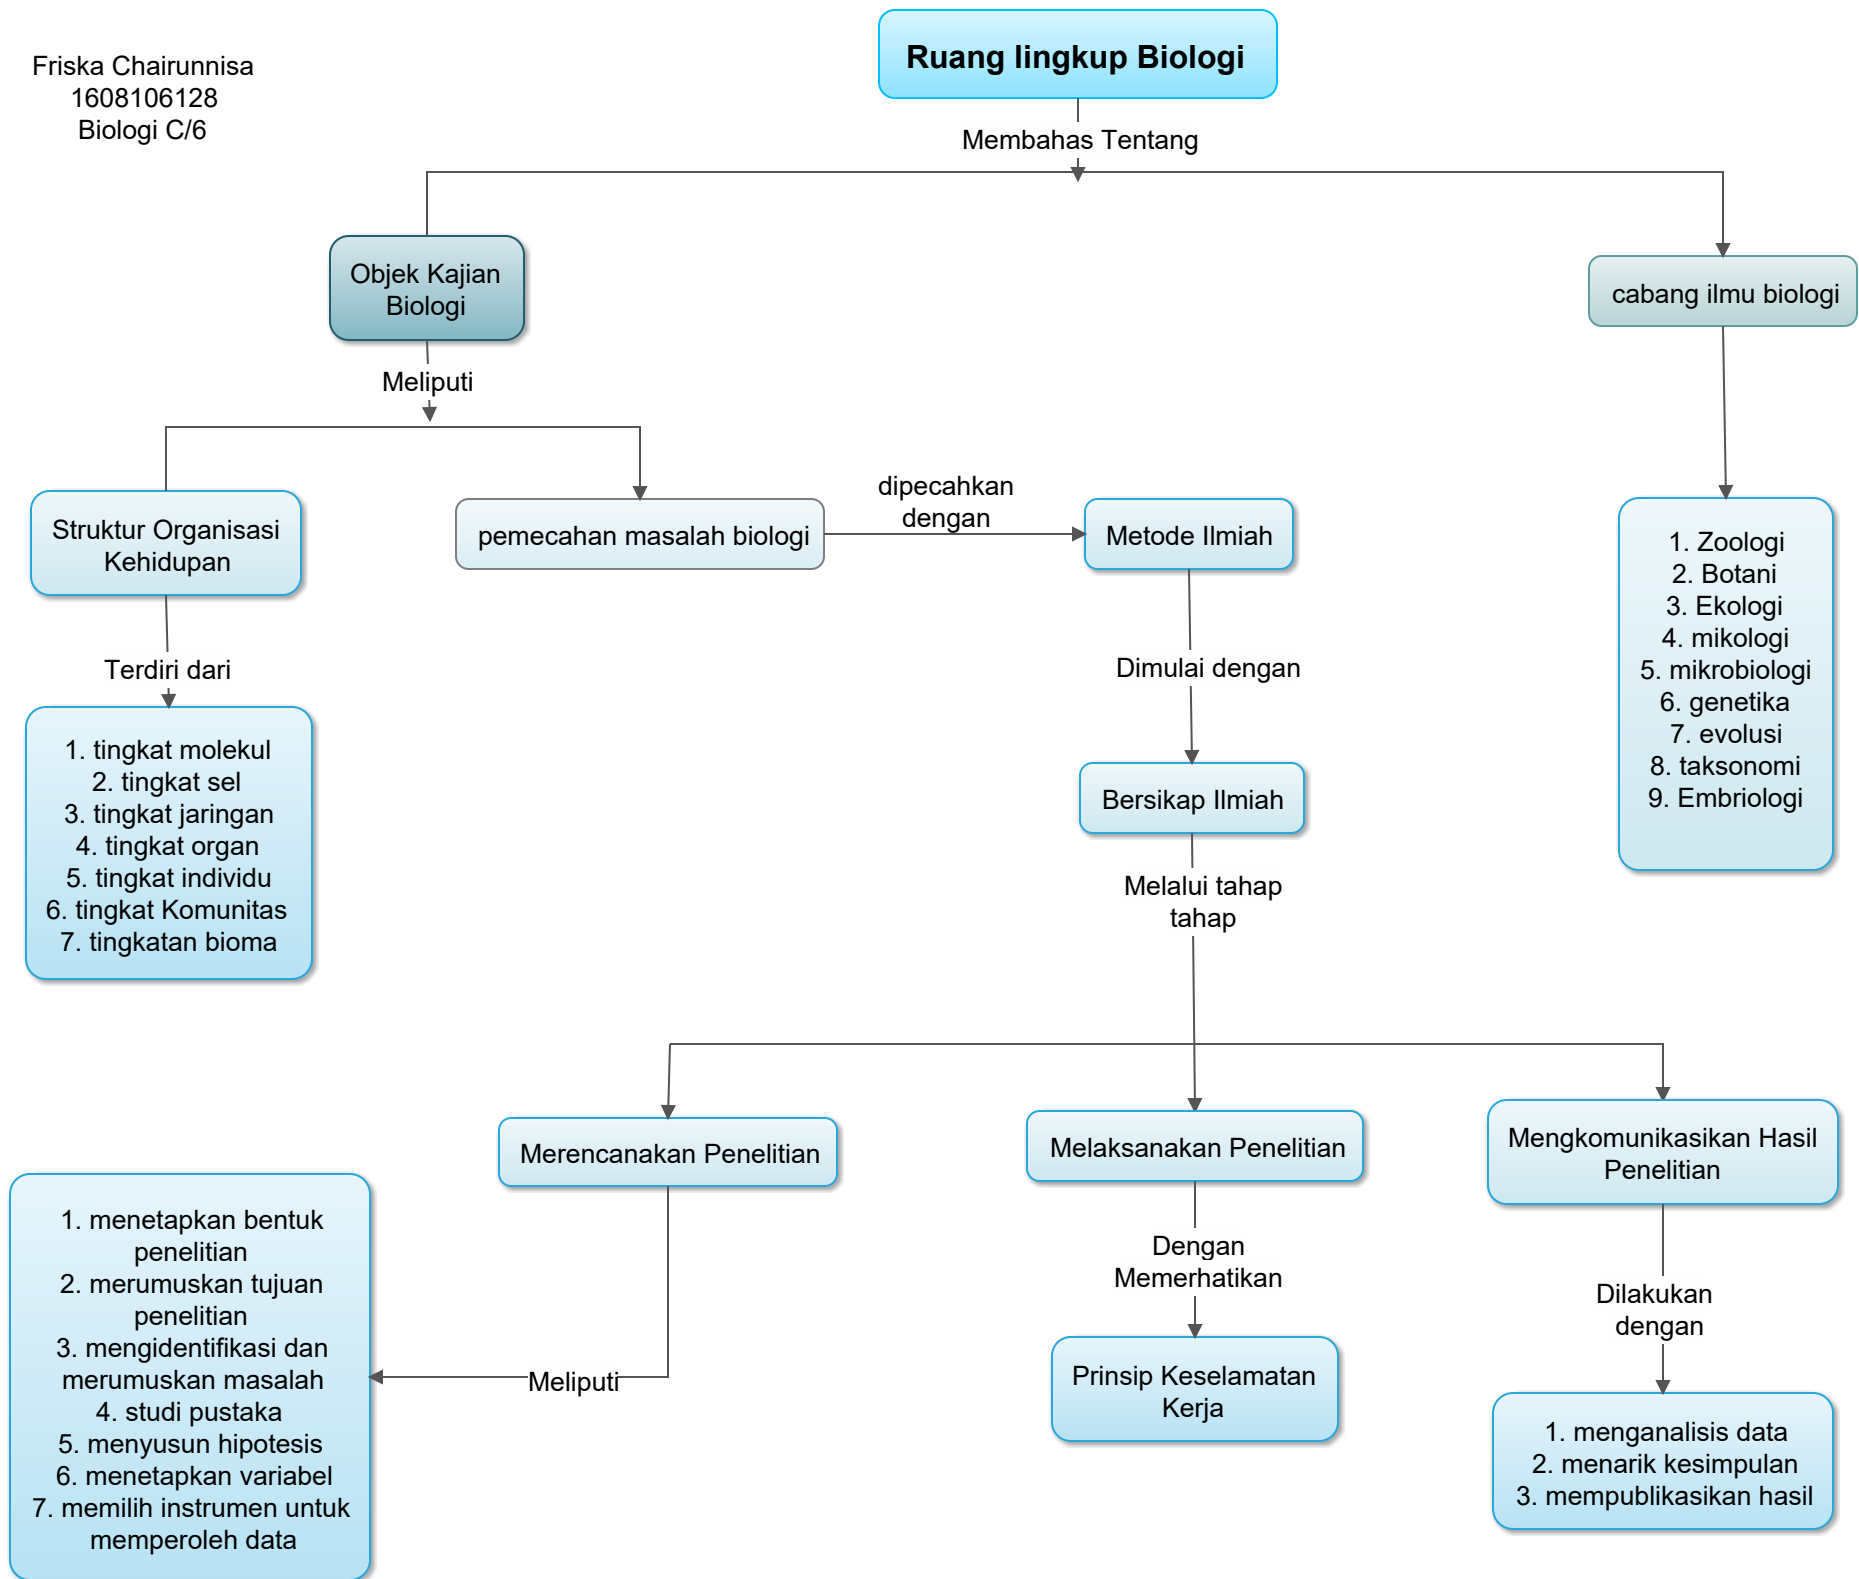 Friska Chairunnisa
1608106128
Biologi C/6
Ruang lingkup Biologi
Membahas Tentang
Objek Kajian
Biologi
cabang ilmu biologi
Meliputi
Struktur Organisasi
Kehidupan
pemecahan masalah biologi
dipecahkan
dengan
Metode Ilmiah
1. Zoologi
2. Botani
3. Ekologi
4. mikologi
5. mikrobiologi
6. genetika
7. evolusi
8. taksonomi
9. Embriologi
Terdiri dari
Dimulai dengan
1. tingkat molekul
2. tingkat sel
3. tingkat jaringan
4. tingkat organ
5. tingkat individu
6. tingkat Komunitas
7. tingkatan bioma
Bersikap Ilmiah
Melalui tahap
tahap
Merencanakan Penelitian
Melaksanakan Penelitian
Mengkomunikasikan Hasil
Penelitian
1. menetapkan bentuk
penelitian
2. merumuskan tujuan
penelitian
3. mengidentifikasi dan
merumuskan masalah
4. studi pustaka
5. menyusun hipotesis
6. menetapkan variabel
7. memilih instrumen untuk
memperoleh data
Meliputi
Dengan
Memerhatikan
Prinsip Keselamatan
Kerja
Dilakukan
dengan
1. menganalisis data
2. menarik kesimpulan
3. mempublikasikan hasil